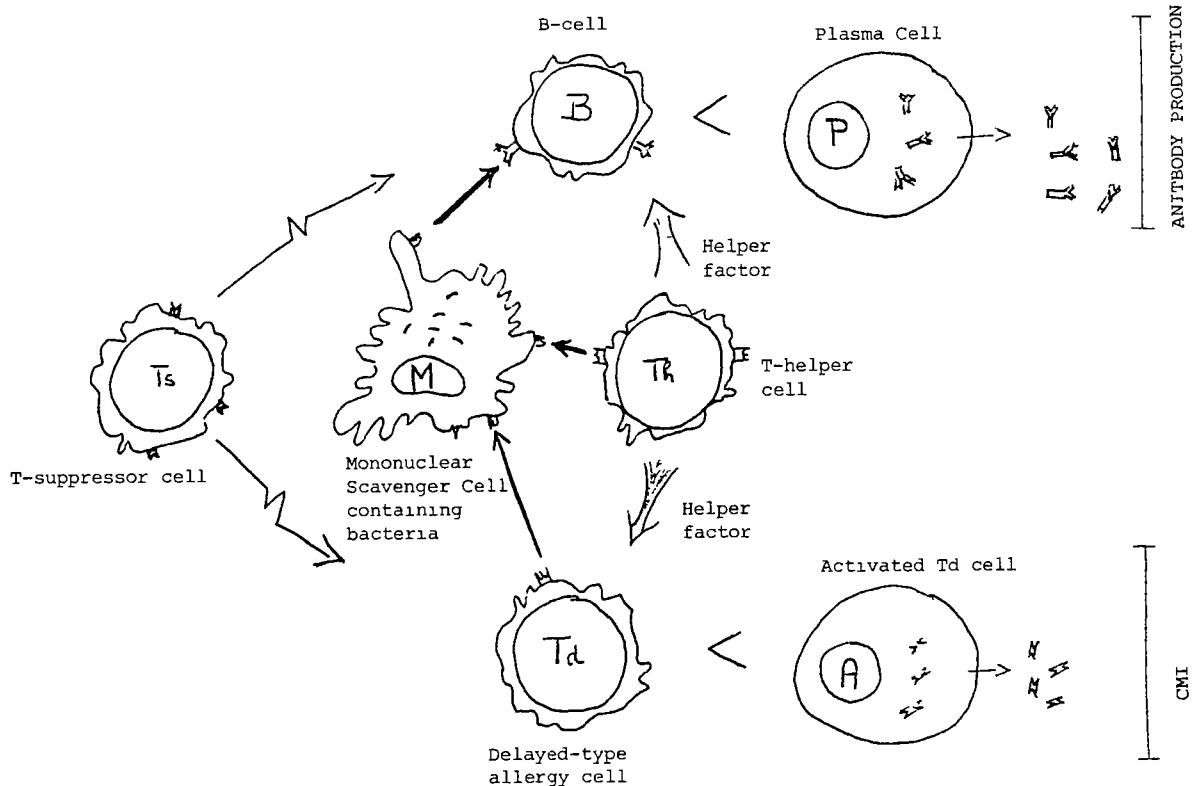 B-cell
Plasma Cell
B
P
ANITBODY PRODUCTION
Helper
factor
Ts
M
Th
T-helper
cell
T-suppressor cell
Mononuclear
Scavenger Cell
containing
bacteria
Helper
factor
Activated Td cell
Td
A
CMI
Delayed-type
allergy cell